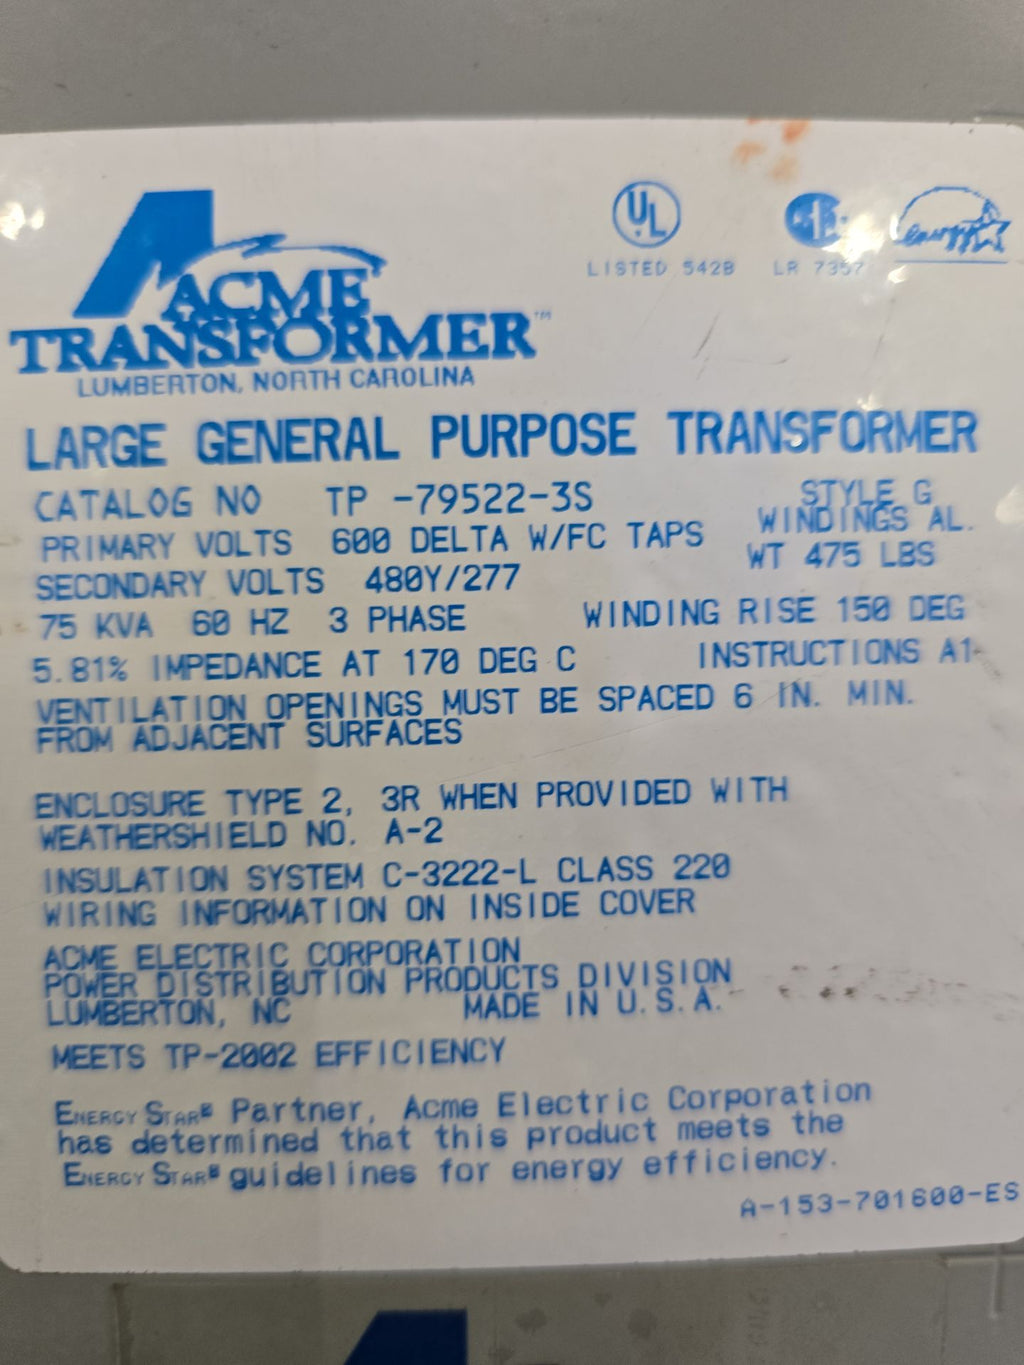 UL
LISTED 542B
LR 7357
energy
ACME
TRANSFORMER™
LUMBERTON, NORTH CAROLINA
LARGE GENERAL PURPOSE TRANSFORMER
CATALOG NO TP -79522-3S
STYLE G
WINDINGS AL.
PRIMARY VOLTS 600 DELTA W/FC TAPS
WT 475 LBS
SECONDARY VOLTS 480Y/277
75 KVA 60 HZ 3 PHASE WINDING RISE 150 DEG
5.81% IMPEDANCE AT 170 DEG C INSTRUCTIONS A1-
VENTILATION OPENINGS MUST BE SPACED 6 IN. MIN.
FROM ADJACENT SURFACES
ENCLOSURE TYPE 2, 3R WHEN PROVIDED WITH
WEATHERSHIELD NO. A-2
INSULATION SYSTEM C-3222-L CLASS 220
WIRING INFORMATION ON INSIDE COVER
ACME ELECTRIC CORPORATION
POWER DISTRIBUTION PRODUCTS DIVISION
LUMBERTON, NC MADE IN U.S.A.
MEETS TP-2002 EFFICIENCY
ENERGY STAR® Partner, Acme Electric Corporation
has determined that this product meets the
ENERGY STAR® guidelines for energy efficiency.
A-153-701600-ES